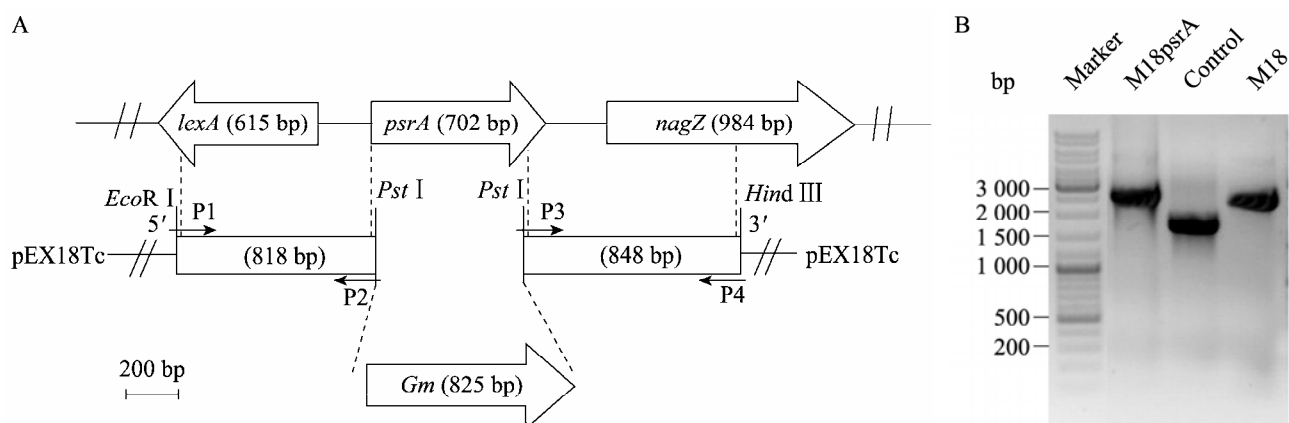 A
lexA (615 bp)
psrA (702 bp)
nagZ (984 bp)
EcoR I
Pst I
Pst I
Hind III
5′
P1
P3
3′
pEX18Tc
(818 bp)
(848 bp)
pEX18Tc
P2
P4
200 bp
Gm (825 bp)
B
bp
Marker
M18psrA
Control
M18
3 000
2 000
1 500
1 000
500
200